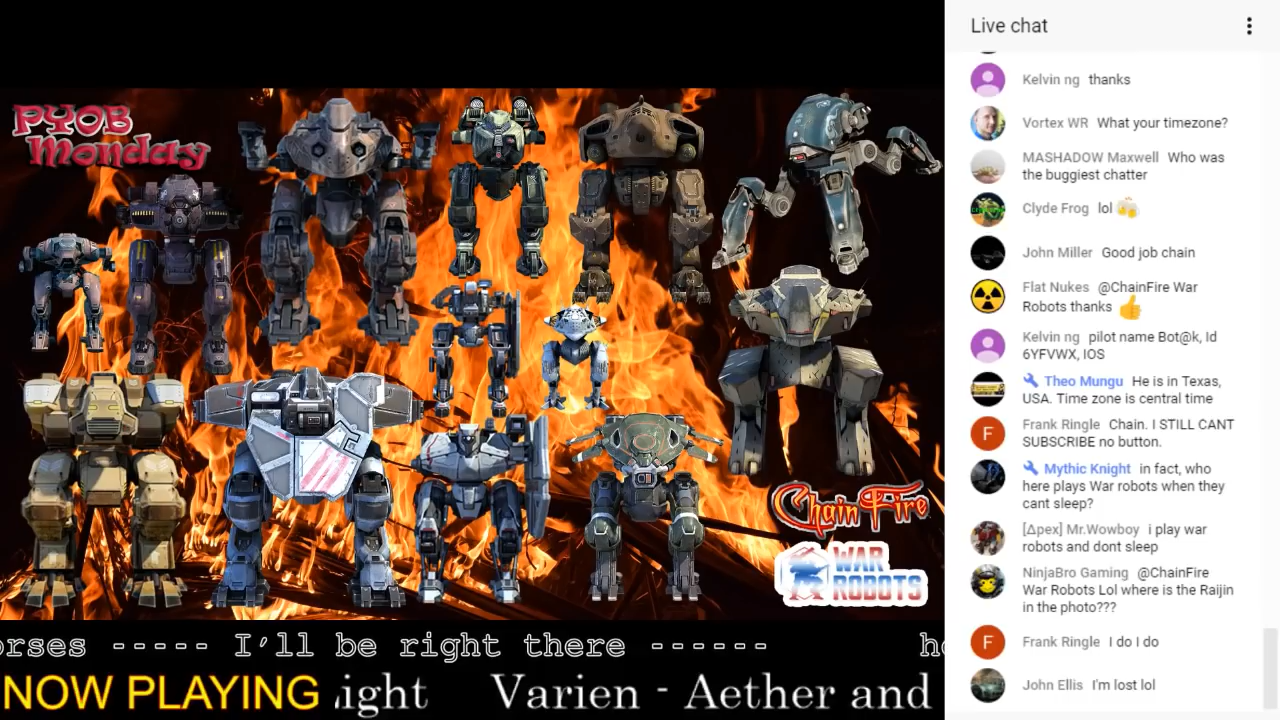 PYOB
Monday
Chain Fire
WAR
ROBOTS
orses ----- I'll be right there ------ h
NOW PLAYING ight Varien - Aether and
Live chat
Kelvin ng thanks
Vortex WR What your timezone?
MASHADOW Maxwell Who was
the buggiest chatter
Clyde Frog lol
John Miller Good job chain
Flat Nukes @ChainFire War
Robots thanks
Kelvin ng pilot name Bot@k, Id
6YFVWX, IOS
Theo Mungu He is in Texas,
USA. Time zone is central time
F
Frank Ringle Chain. I STILL CANT
SUBSCRIBE no button.
Mythic Knight in fact, who
here plays War robots when they
cant sleep?
[Δpex] Mr.Wowboy i play war
robots and dont sleep
NinjaBro Gaming @ChainFire
War Robots Lol where is the Raijin
in the photo???
F
Frank Ringle I do I do
John Ellis I'm lost lol